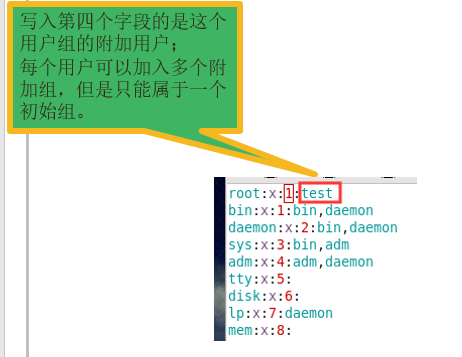 写入第四个字段的是这个
用户组的附加用户；
每个用户可以加入多个附
加组，但是只能属于一个
初始组。
root:x:1:test
bin:x:1:bin,daemon
daemon:x:2:bin,daemon
sys:x:3:bin,adm
adm:x:4:adm,daemon
tty:x:5:
disk:x:6:
lp:x:7:daemon
mem:x:8: